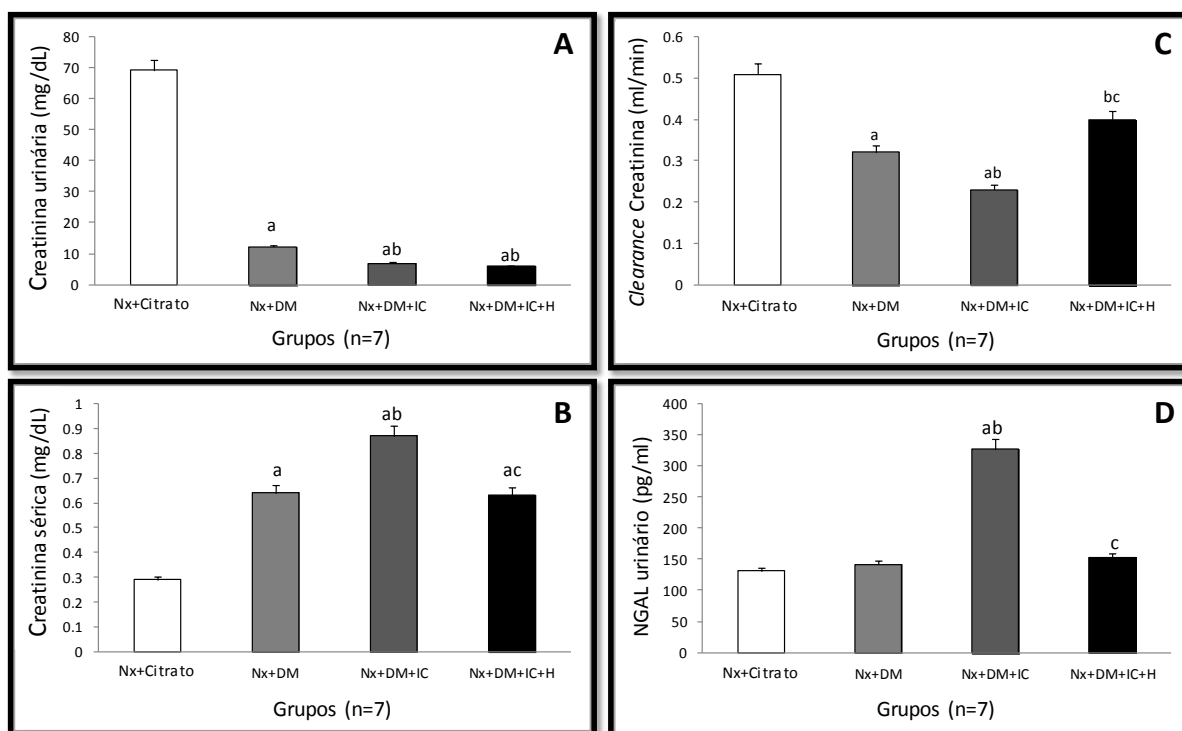 A
Creatinina urinária (mg/dL)
80
70
60
50
40
30
20
10
0
a
ab
ab
Nx+Citrato Nx+DM Nx+DM+IC Nx+DM+IC+H
Grupos (n=7)
C
Clearance Creatinina (ml/min)
0.6
0.5
0.4
0.3
0.2
0.1
0
a
ab
bc
Nx+Citrato Nx+DM Nx+DM+IC Nx+DM+IC+H
Grupos (n=7)
B
Creatinina sérica (mg/dL)
1
0.9
0.8
0.7
0.6
0.5
0.4
0.3
0.2
0.1
0
a
ab
ac
Nx+Citrato Nx+DM Nx+DM+IC Nx+DM+IC+H
Grupos (n=7)
D
NGAL urinário (pg/ml)
400
350
300
250
200
150
100
50
0
ab
c
Nx+Citrato Nx+DM Nx+DM+IC Nx+DM+IC+H
Grupos (n=7)